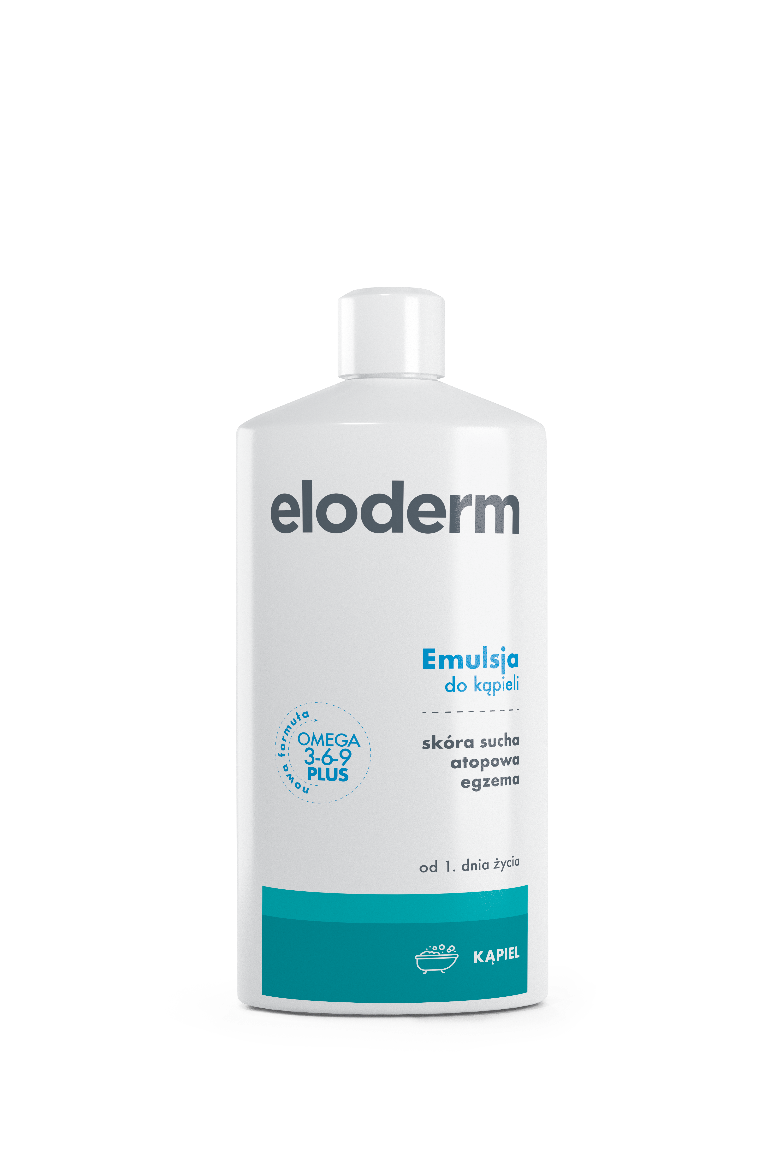 eloderm
Emulsja
do kąpieli
nowa formuła
OMEGA
3-6-9
PLUS
skóra sucha
atopowa
egzema
od 1. dnia życia
KĄPIEL